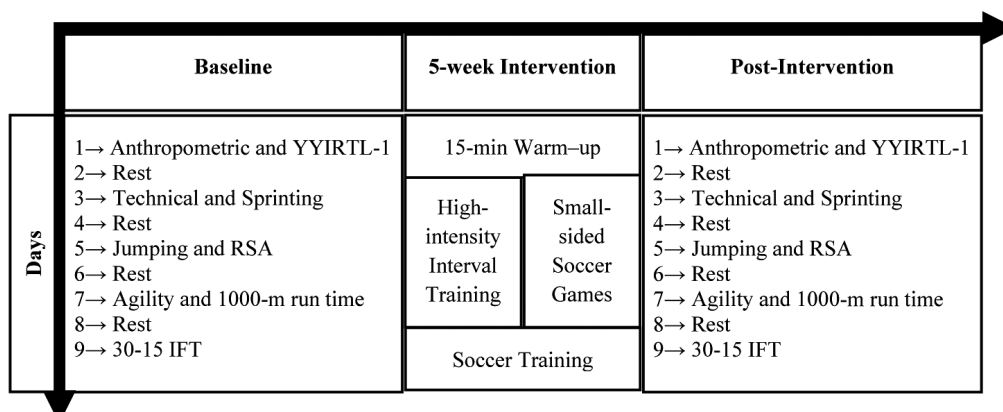 Baseline
5-week Intervention
Post-Intervention
Days
1→ Anthropometric and YYIRTL-1
2→ Rest
3→ Technical and Sprinting
4→ Rest
5→ Jumping and RSA
6→ Rest
7→ Agility and 1000-m run time
8→ Rest
9→ 30-15 IFT
15-min Warm–up
High-
intensity
Interval
Training
Small-
sided
Soccer
Games
Soccer Training
1→ Anthropometric and YYIRTL-1
2→ Rest
3→ Technical and Sprinting
4→ Rest
5→ Jumping and RSA
6→ Rest
7→ Agility and 1000-m run time
8→ Rest
9→ 30-15 IFT